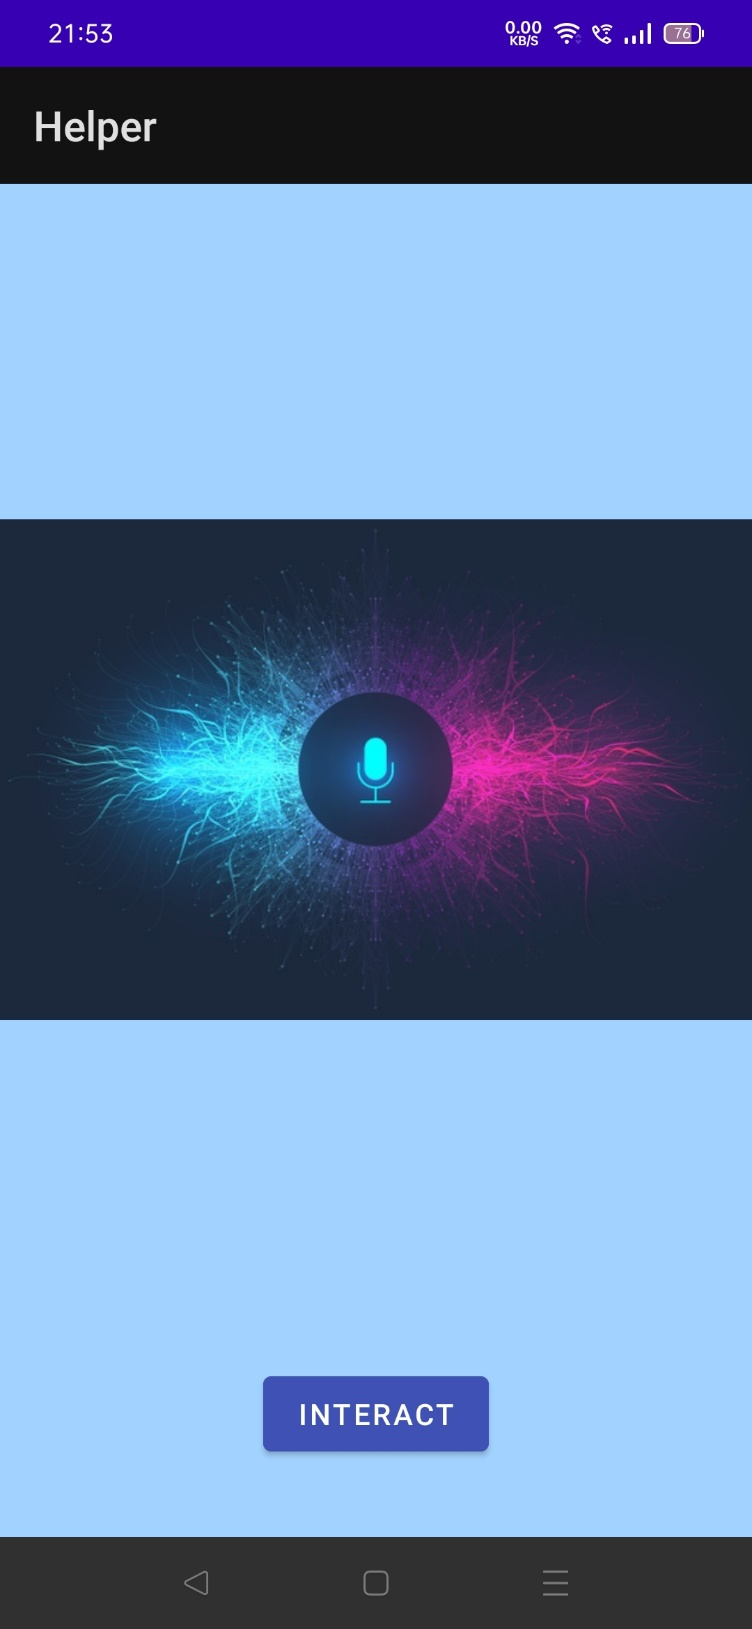 21:53
0.00
KB/S
76
Helper
INTERACT